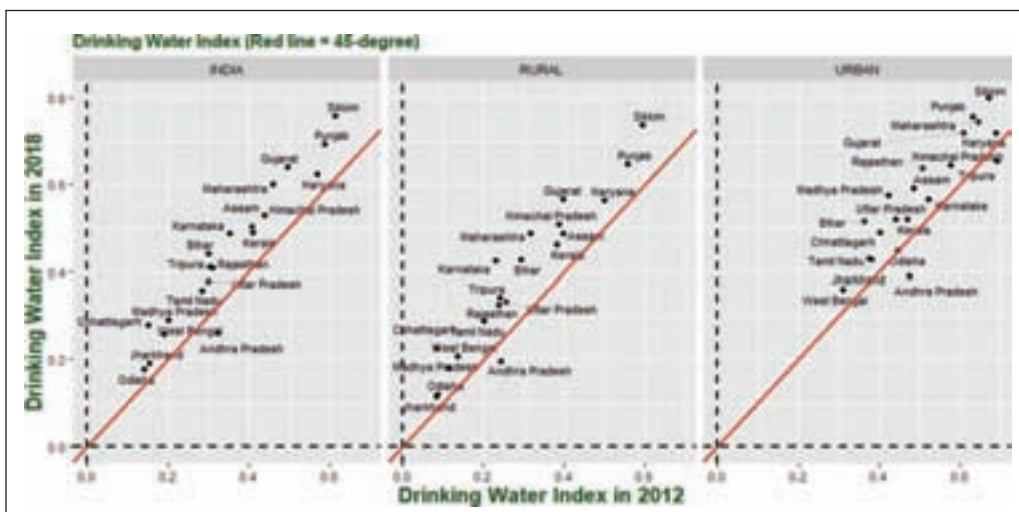 Drinking Water Index (Red line = 45-degree)
INDIA
RURAL
URBAN
Drinking Water Index in 2018
0.8
0.6
0.4
0.2
0.0
Sikkim
Punjab
Gujarat
Maharashtra
Haryana
Assam
Himachal Pradesh
Karnataka
Kerala
Bihar
Tripura
Rajasthan
Uttar Pradesh
Tamil Nadu
Madhya Pradesh
Chhattisgarh
West Bengal
Andhra Pradesh
Jharkhand
Odisha
Sikkim
Punjab
Gujarat
Haryana
Himachal Pradesh
Maharashtra
Assam
Kerala
Karnataka
Bihar
Tripura
Uttar Pradesh
Rajasthan
Chhattisgarh
Tamil Nadu
West Bengal
Madhya Pradesh
Andhra Pradesh
Odisha
Jharkhand
Sikkim
Punjab
Maharashtra
Gujarat
Haryana
Rajasthan
Himachal Pradesh
Tripura
Assam
Madhya Pradesh
Karnataka
Uttar Pradesh
Bihar
Kerala
Chhattisgarh
Tamil Nadu
Odisha
Jharkhand
Andhra Pradesh
West Bengal
0.0
0.2
0.4
0.6
0.0
0.2
0.4
0.6
0.0
0.2
0.4
0.6
Drinking Water Index in 2012